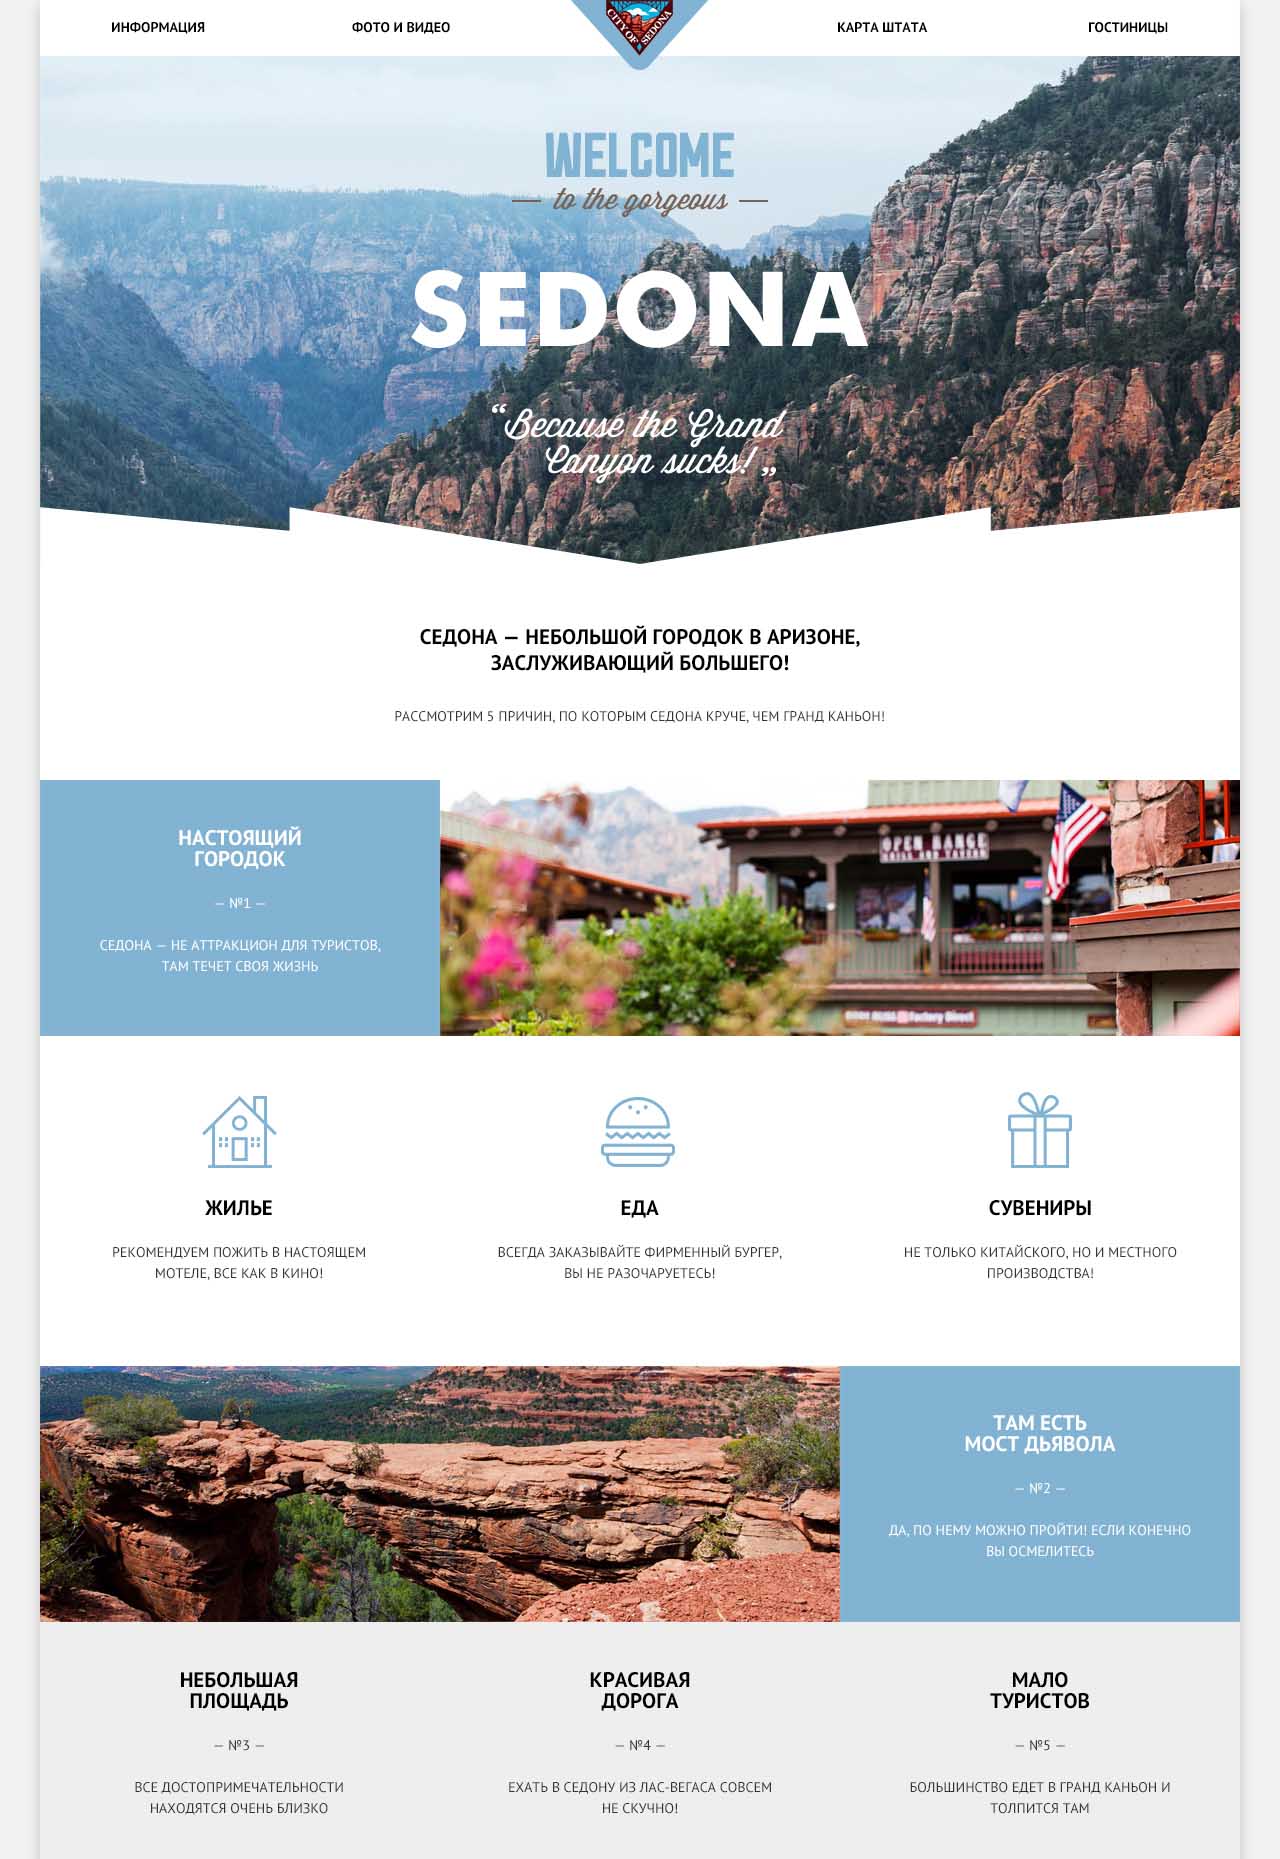 ИНФОРМАЦИЯ
ФОТО И ВИДЕО
CITY OF SEDONA
КАРТА ШТАТА
ГОСТИНИЦЫ
WELCOME
to the gorgeous
SEDONA
“Because the Grand
Canyon sucks!„
СЕДОНА — НЕБОЛЬШОЙ ГОРОДОК В АРИЗОНЕ,
ЗАСЛУЖИВАЮЩИЙ БОЛЬШЕГО!
РАССМОТРИМ 5 ПРИЧИН, ПО КОТОРЫМ СЕДОНА КРУЧЕ, ЧЕМ ГРАНД КАНЬОН!
НАСТОЯЩИЙ
ГОРОДОК
— №1 —
СЕДОНА — НЕ АТТРАКЦИОН ДЛЯ ТУРИСТОВ,
ТАМ ТЕЧЕТ СВОЯ ЖИЗНЬ
OPEN RANGE
GRILL AND TAVERN
Factory Direct
ЖИЛЬЕ
РЕКОМЕНДУЕМ ПОЖИТЬ В НАСТОЯЩЕМ
МОТЕЛЕ, ВСЕ КАК В КИНО!
ЕДА
ВСЕГДА ЗАКАЗЫВАЙТЕ ФИРМЕННЫЙ БУРГЕР,
ВЫ НЕ РАЗОЧАРУЕТЕСЬ!
СУВЕНИРЫ
НЕ ТОЛЬКО КИТАЙСКОГО, НО И МЕСТНОГО
ПРОИЗВОДСТВА!
ТАМ ЕСТЬ
МОСТ ДЬЯВОЛА
— №2 —
ДА, ПО НЕМУ МОЖНО ПРОЙТИ! ЕСЛИ КОНЕЧНО
ВЫ ОСМЕЛИТЕСЬ
НЕБОЛЬШАЯ
ПЛОЩАДЬ
— №3 —
ВСЕ ДОСТОПРИМЕЧАТЕЛЬНОСТИ
НАХОДЯТСЯ ОЧЕНЬ БЛИЗКО
КРАСИВАЯ
ДОРОГА
— №4 —
ЕХАТЬ В СЕДОНУ ИЗ ЛАС-ВЕГАСА СОВСЕМ
НЕ СКУЧНО!
МАЛО
ТУРИСТОВ
— №5 —
БОЛЬШИНСТВО ЕДЕТ В ГРАНД КАНЬОН И
ТОЛПИТСЯ ТАМ